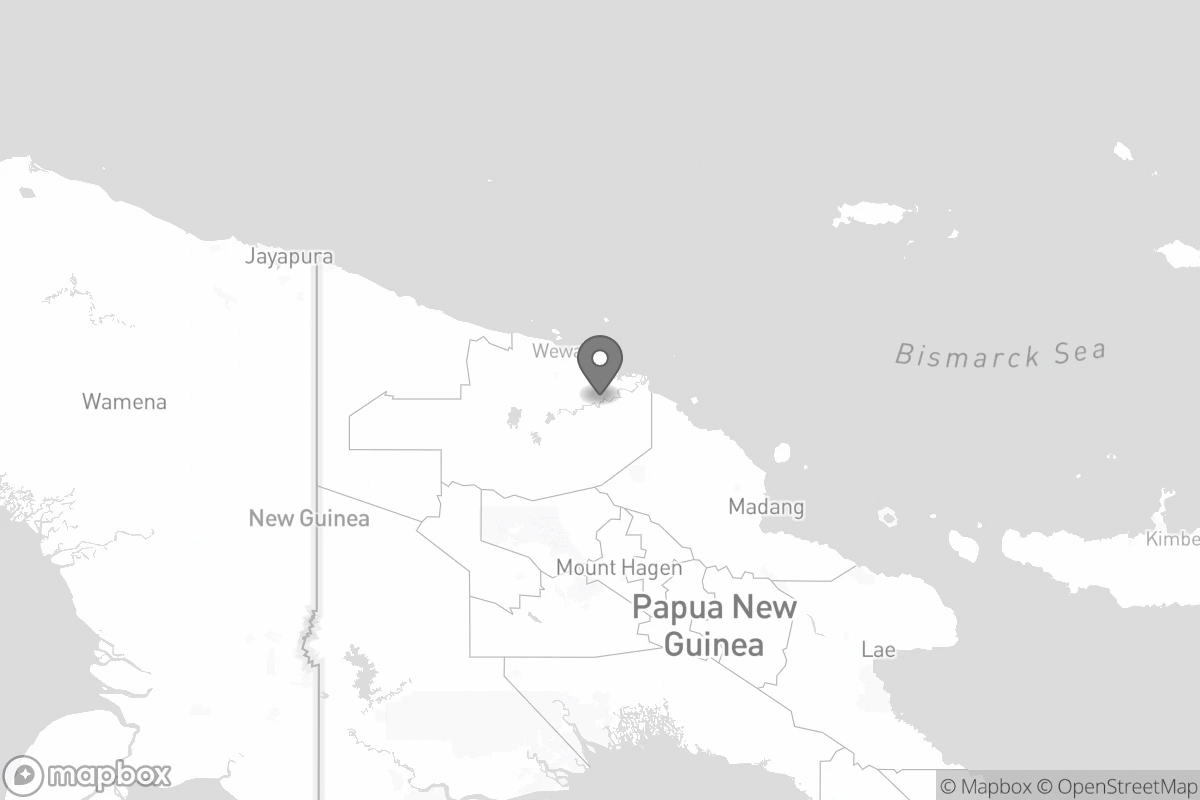 Jayapura
Wewa
Bismarck Sea
Wamena
Madang
New Guinea
Kimbe
Mount Hagen
Papua New
Guinea
Lae
mapbox
© Mapbox © OpenStreetMap